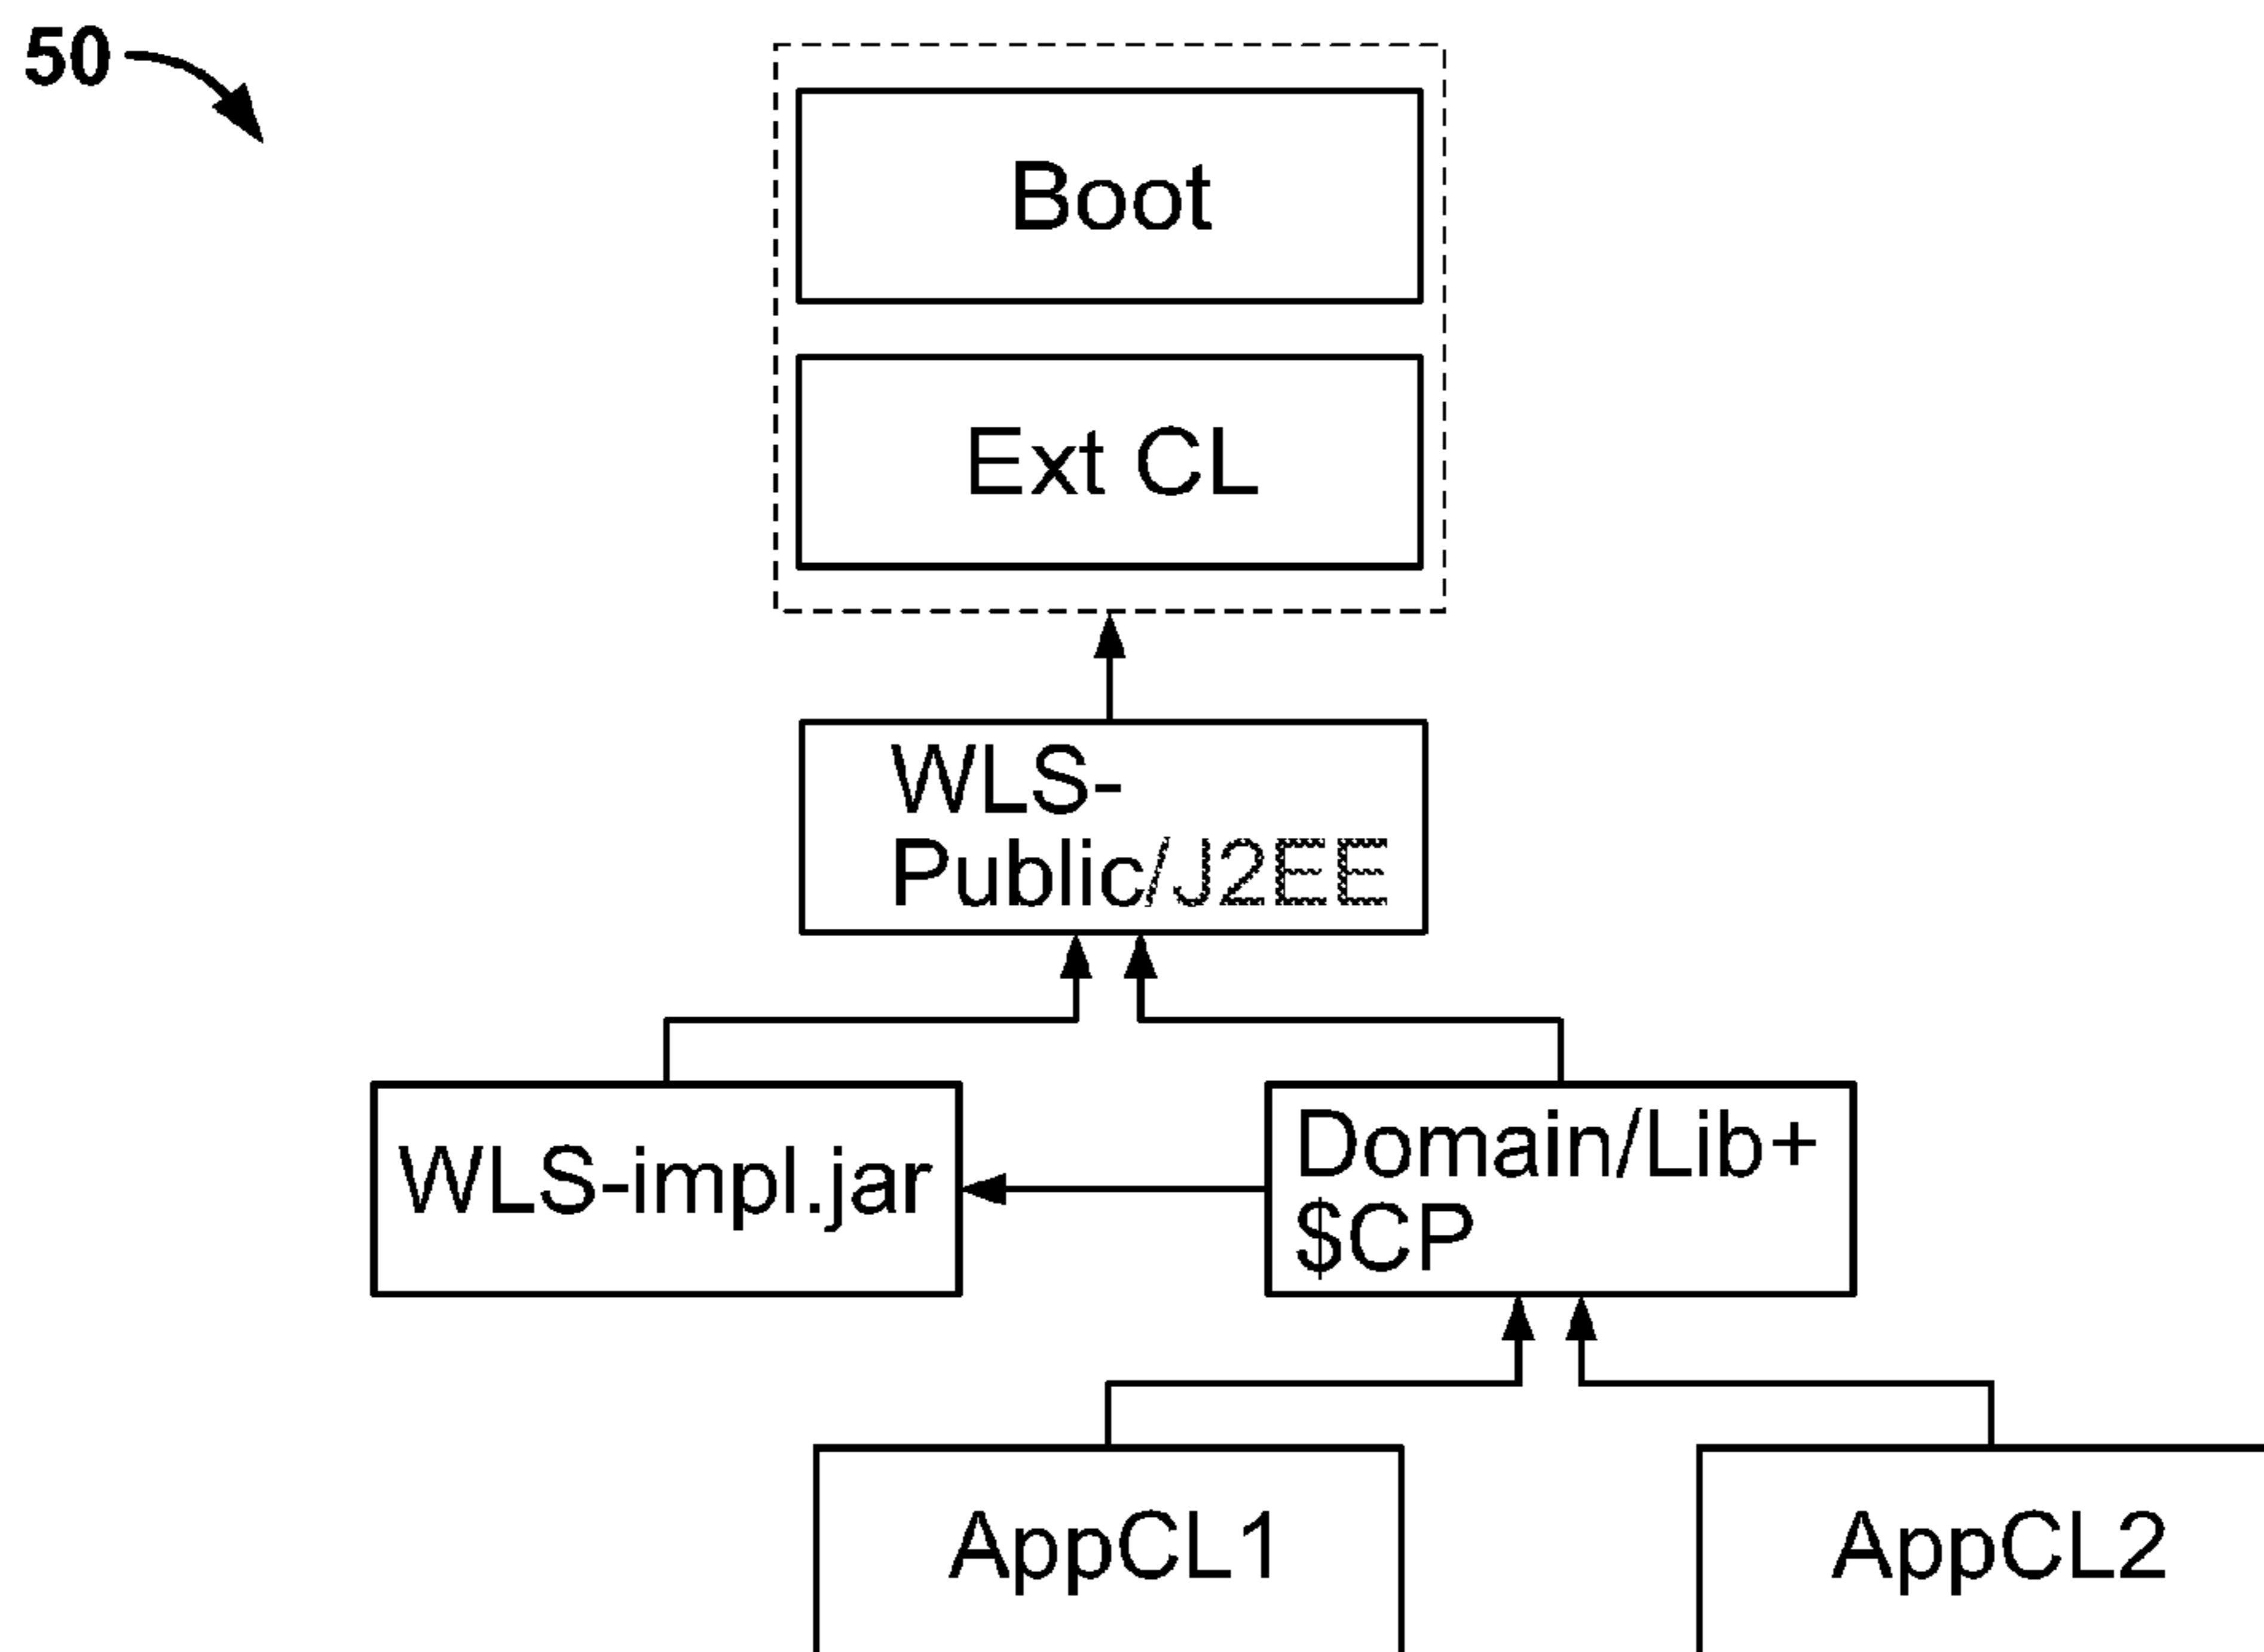 50
Boot
Ext CL
WLS-
Public/J2EE
WLS-impl.jar
Domain/Lib+
$CP
AppCL1
AppCL2